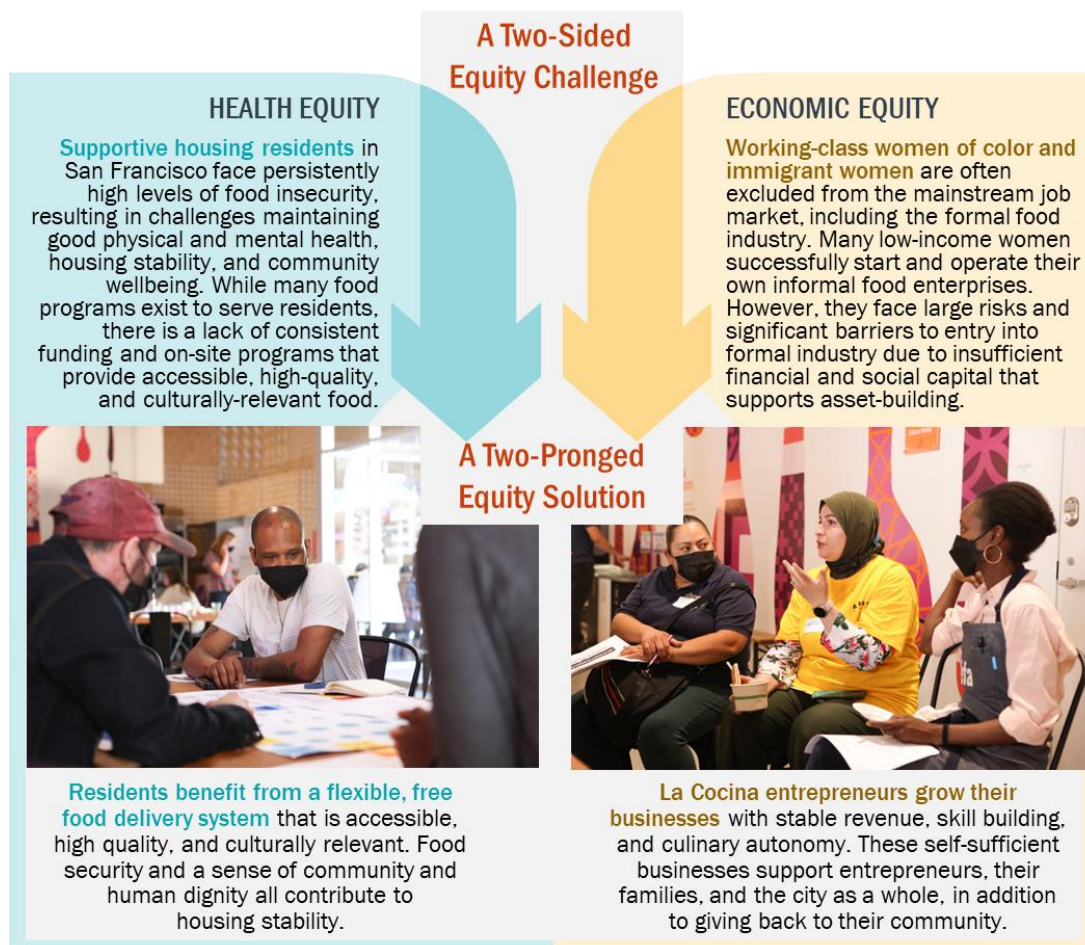 A Two-Sided
Equity Challenge
HEALTH EQUITY
Supportive housing residents in
San Francisco face persistently
high levels of food insecurity,
resulting in challenges maintaining
good physical and mental health,
housing stability, and community
wellbeing. While many food
programs exist to serve residents,
there is a lack of consistent
funding and on-site programs that
provide accessible, high-quality,
and culturally-relevant food.
ECONOMIC EQUITY
Working-class women of color and
immigrant women are often
excluded from the mainstream job
market, including the formal food
industry. Many low-income women
successfully start and operate their
own informal food enterprises.
However, they face large risks and
significant barriers to entry into
formal industry due to insufficient
financial and social capital that
supports asset-building.
A Two-Pronged
Equity Solution
Residents benefit from a flexible, free
food delivery system that is accessible,
high quality, and culturally relevant. Food
security and a sense of community and
human dignity all contribute to
housing stability.
La Cocina entrepreneurs grow their
businesses with stable revenue, skill building,
and culinary autonomy. These self-sufficient
businesses support entrepreneurs, their
families, and the city as a whole, in addition
to giving back to their community.